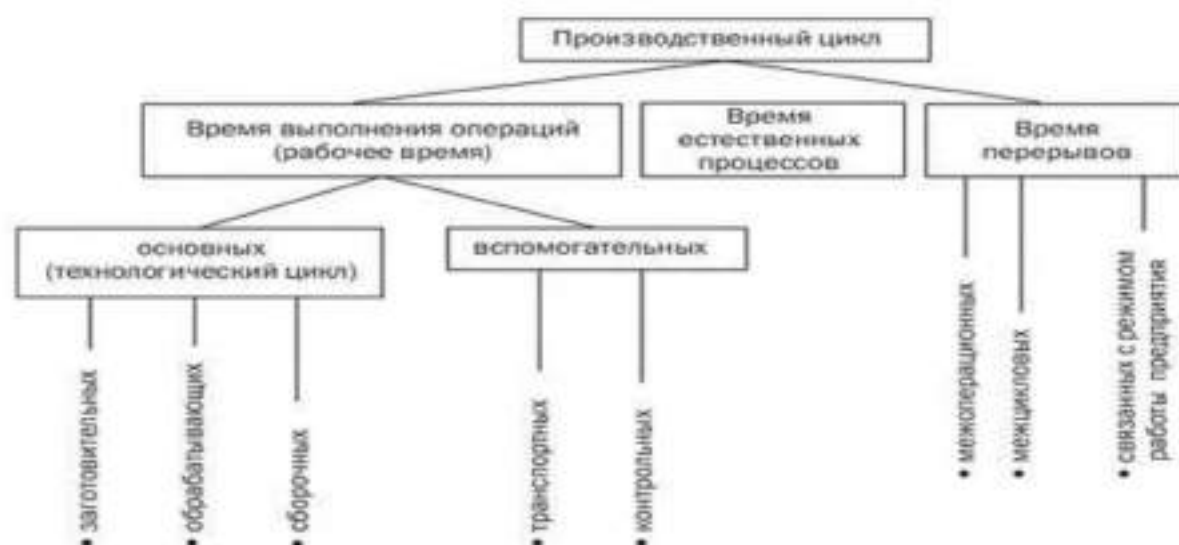 Производственный цикл
Время выполнения операций
(рабочее время)
Время
естественных
процессов
Время
перерывов
основных
(технологический цикл)
вспомогательных
• заготовительных
• обрабатывающих
• сборочных
• транспортных
• контрольных
• межоперационных
• межцикловых
• связанных с режимом
работы предприятия